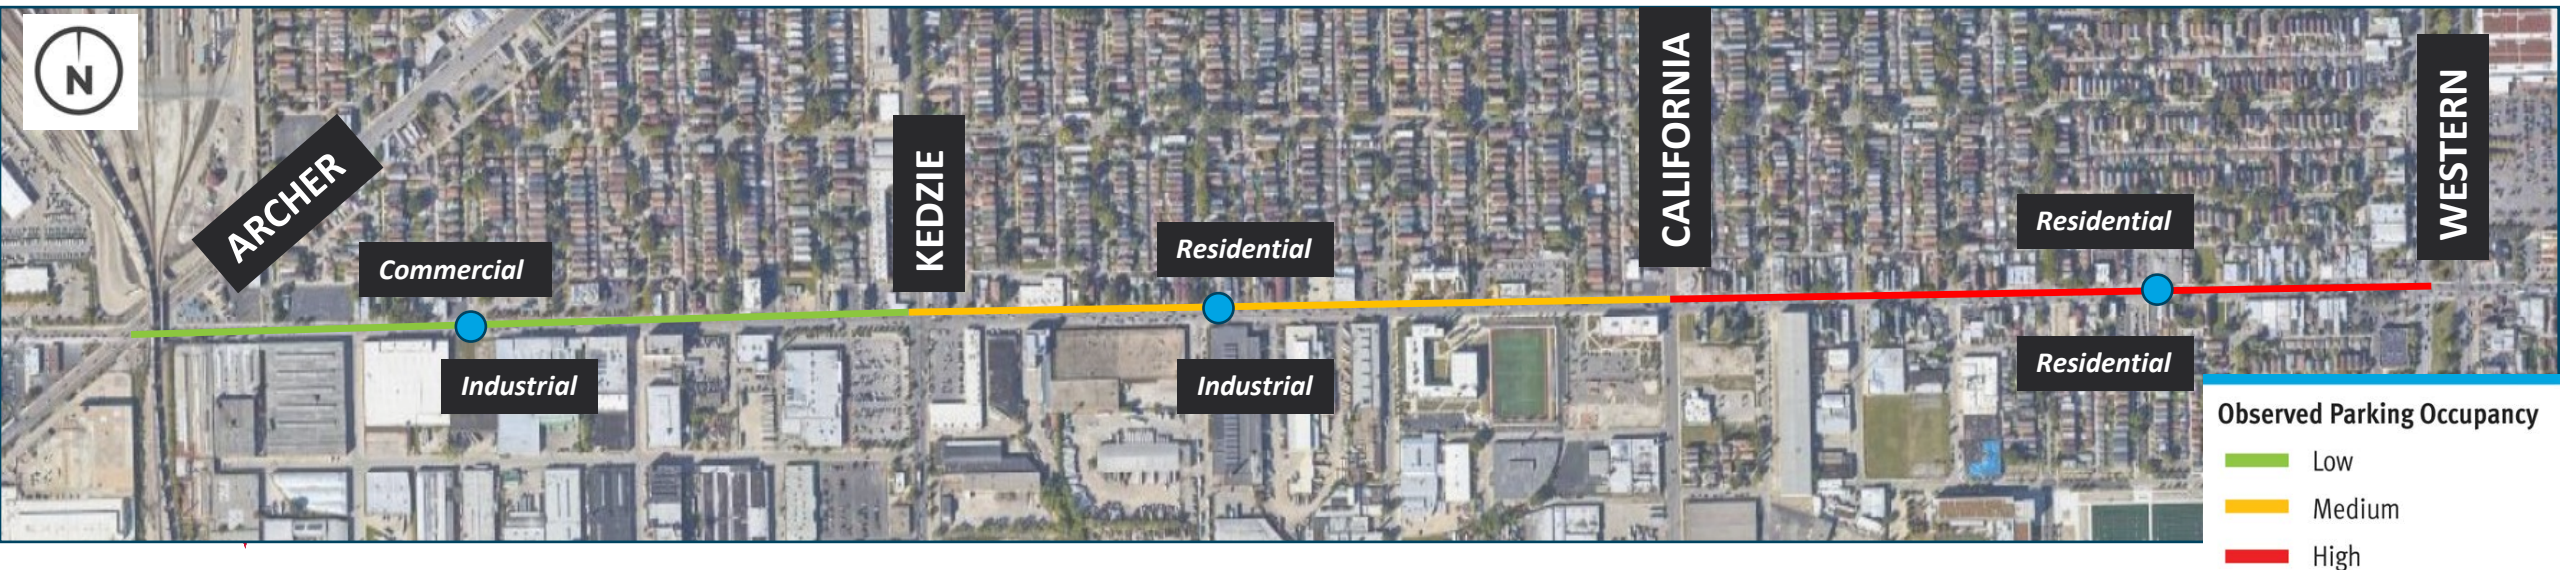 N
ARCHER
Commercial
Industrial
KEDZIE
Residential
Industrial
CALIFORNIA
Residential
Residential
WESTERN
Observed Parking Occupancy
Low
Medium
High